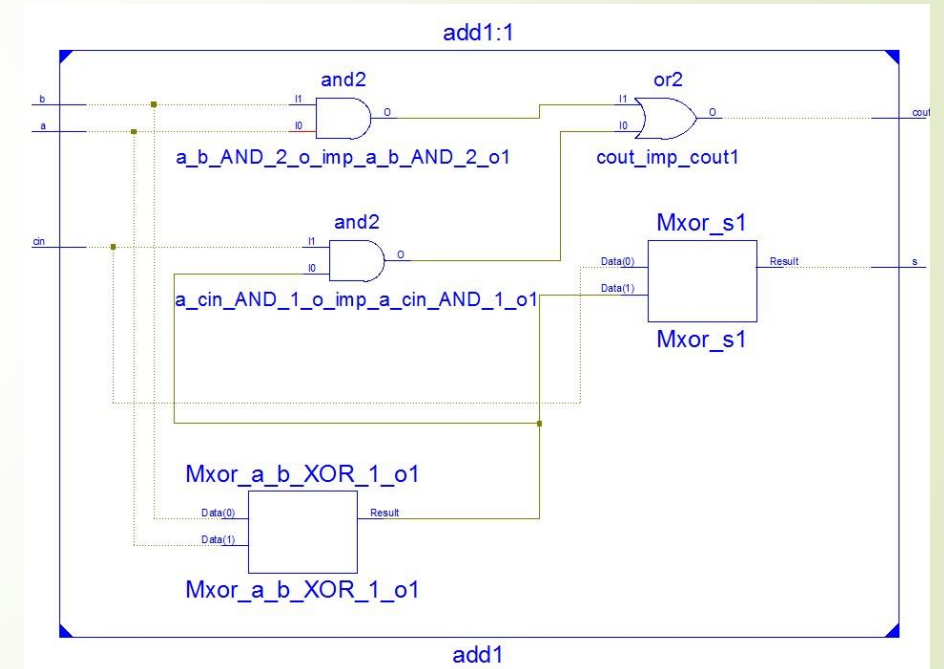 add1:1
and2
or2
b
I1
O
I1
O
cout
a
I0
I0
a_b_AND_2_o_imp_a_b_AND_2_o1
cout_imp_cout1
and2
Mxor_s1
cin
I1
O
I0
Data(0)
Result
s
Data(1)
a_cin_AND_1_o_imp_a_cin_AND_1_o1
Mxor_s1
Mxor_a_b_XOR_1_o1
Data(0)
Result
Data(1)
Mxor_a_b_XOR_1_o1
add1